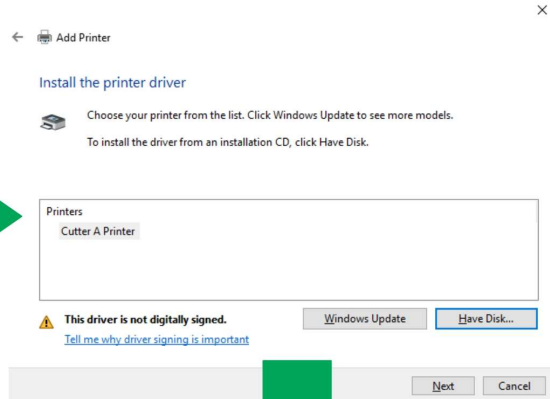 Add Printer
Install the printer driver
Choose your printer from the list. Click Windows Update to see more models.
To install the driver from an installation CD, click Have Disk.
Printers
Cutter A Printer
This driver is not digitally signed.
Tell me why driver signing is important
Windows Update
Have Disk...
Next
Cancel